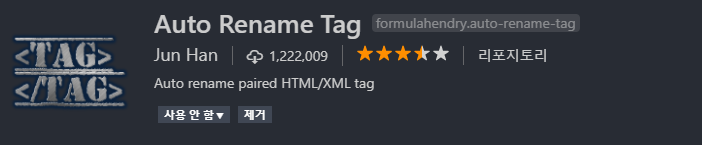 <TAG>
</TAG>
Auto Rename Tag formulahendry.auto-rename-tag
Jun Han 1,222,009 리포지토리
Auto rename paired HTML/XML tag
사용 안 함 제거